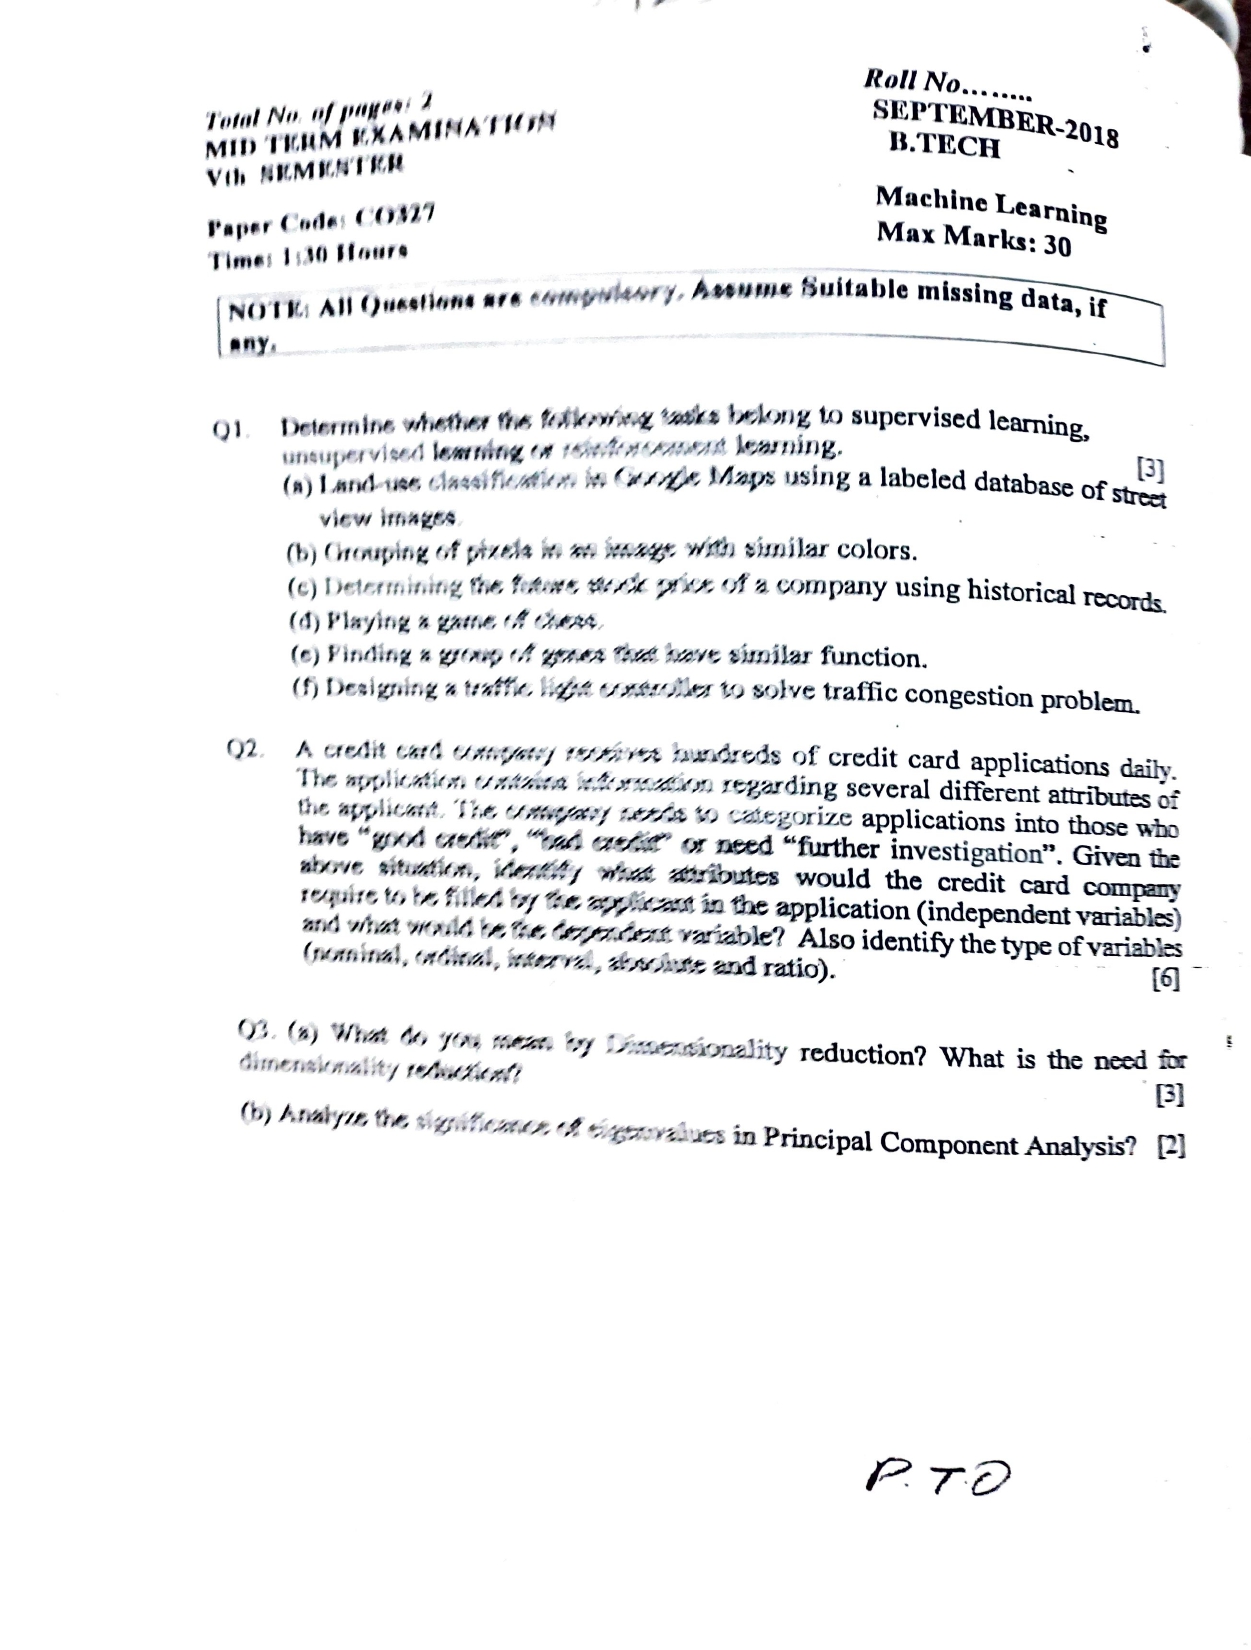 Total No. of pages: 2
MID TERM EXAMINATION
Vth SEMESTER
Paper Code: CO327
Time: 1:30 Hours
Roll No........
SEPTEMBER-2018
B.TECH
Machine Learning
Max Marks: 30
NOTE: All Questions are compulsory. Assume Suitable missing data, if
any.
Q1. Determine whether the following tasks belong to supervised learning,
unsupervised learning or reinforcement learning. [3]
(a) Land-use classification in Google Maps using a labeled database of street
view images.
(b) Grouping of pixels in an image with similar colors.
(c) Determining the future stock price of a company using historical records.
(d) Playing a game of chess.
(e) Finding a group of genes that have similar function.
(f) Designing a traffic light controller to solve traffic congestion problem.
Q2. A credit card company receives hundreds of credit card applications daily.
The application contains information regarding several different attributes of
the applicant. The company needs to categorize applications into those who
have “good credit”, “bad credit” or need “further investigation”. Given the
above situation, identify what attributes would the credit card company
require to be filled by the applicant in the application (independent variables)
and what would be the dependent variable? Also identify the type of variables
(nominal, ordinal, interval, absolute and ratio). [6]
Q3. (a) What do you mean by Dimensionality reduction? What is the need for
dimensionality reduction? [3]
(b) Analyze the significance of eigenvalues in Principal Component Analysis? [2]
P.T.O